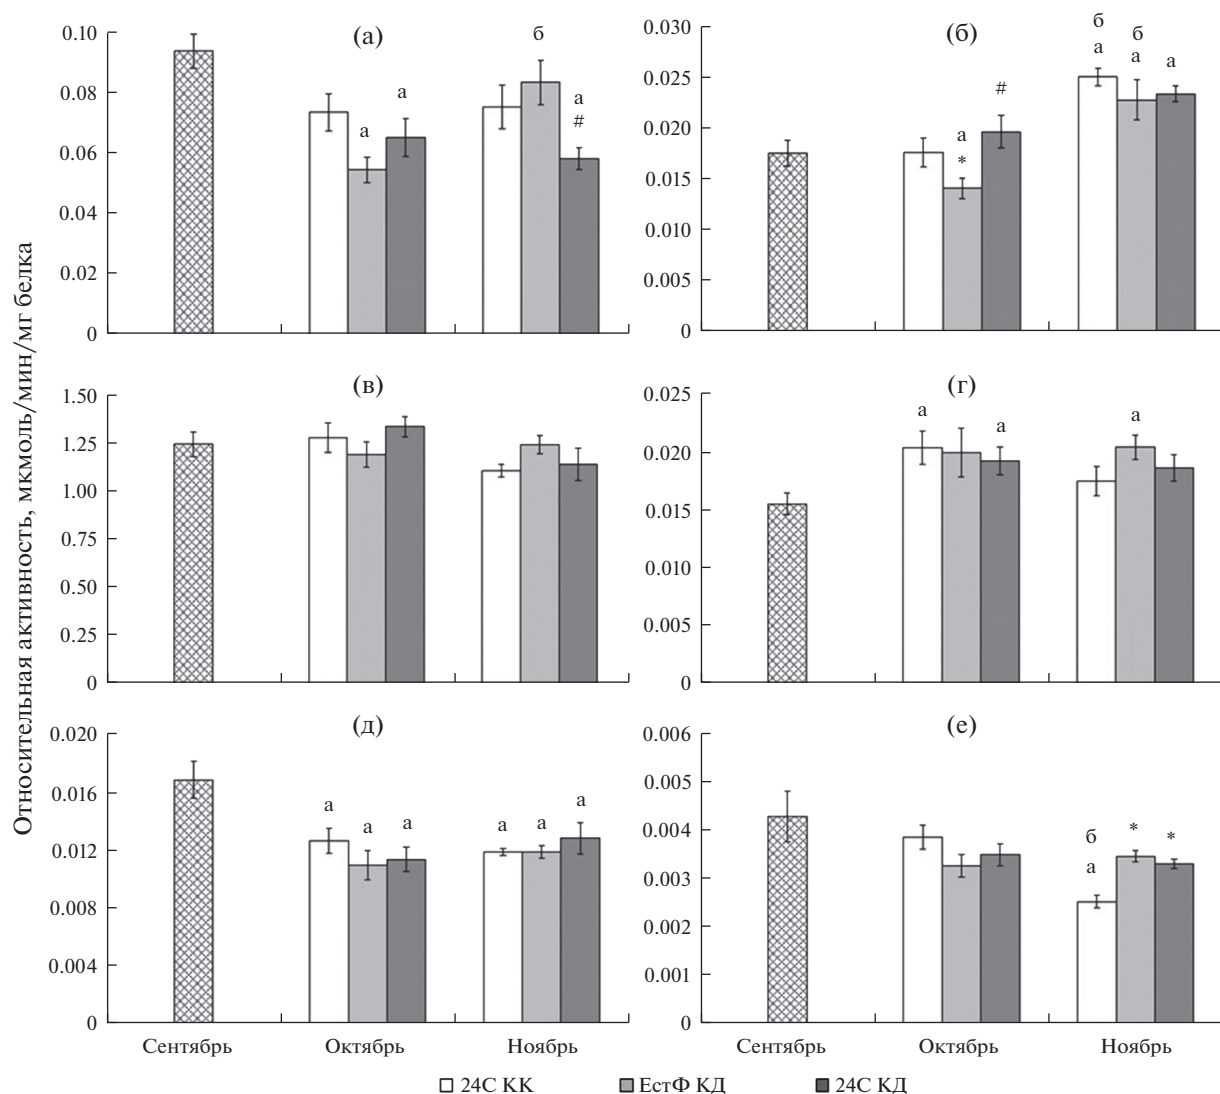 Относительная активность, мкмоль/мин/мг белка
(а)
0.10
0.08
0.06
0.04
0.02
0
а
а
б
а
#
(б)
0.030
0.025
0.020
0.015
0.010
0.005
0
а
*
#
б
а
б
а
а
(в)
1.50
1.25
1.00
0.75
0.50
0.25
0
(г)
0.025
0.020
0.015
0.010
0.005
0
а
а
а
(д)
0.020
0.016
0.012
0.008
0.004
0
а
а
а
а
а
а
Сентябрь
Октябрь
Ноябрь
(е)
0.006
0.005
0.004
0.003
0.002
0.001
0
б
а
*
*
Сентябрь
Октябрь
Ноябрь
24С КК
ЕстФ КД
24С КД